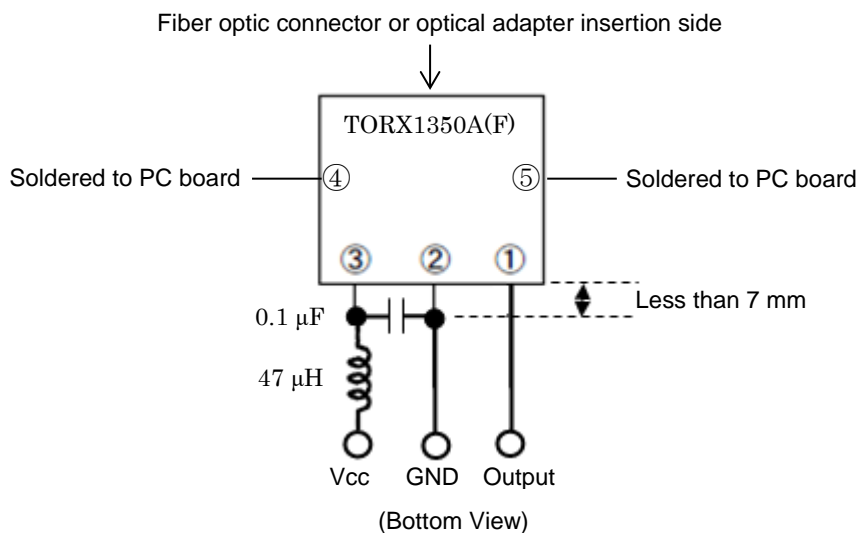 Fiber optic connector or optical adapter insertion side
TORX1350A(F)
Soldered to PC board
④
⑤
Soldered to PC board
③
②
①
Less than 7 mm
0.1 μF
47 μH
Vcc
GND
Output
(Bottom View)